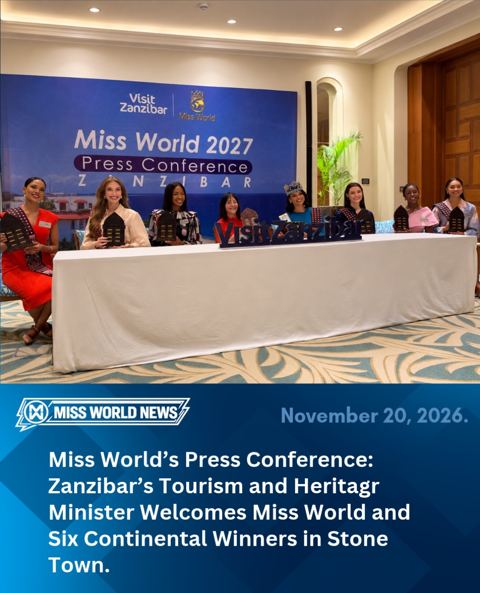 Visit
Zanzibar
Miss World
Miss World 2027
Press Conference
ZANZIBAR
VisitZanzibar
MISS WORLD NEWS
November 20, 2026.
Miss World’s Press Conference:
Zanzibar’s Tourism and Heritagr
Minister Welcomes Miss World and
Six Continental Winners in Stone
Town.